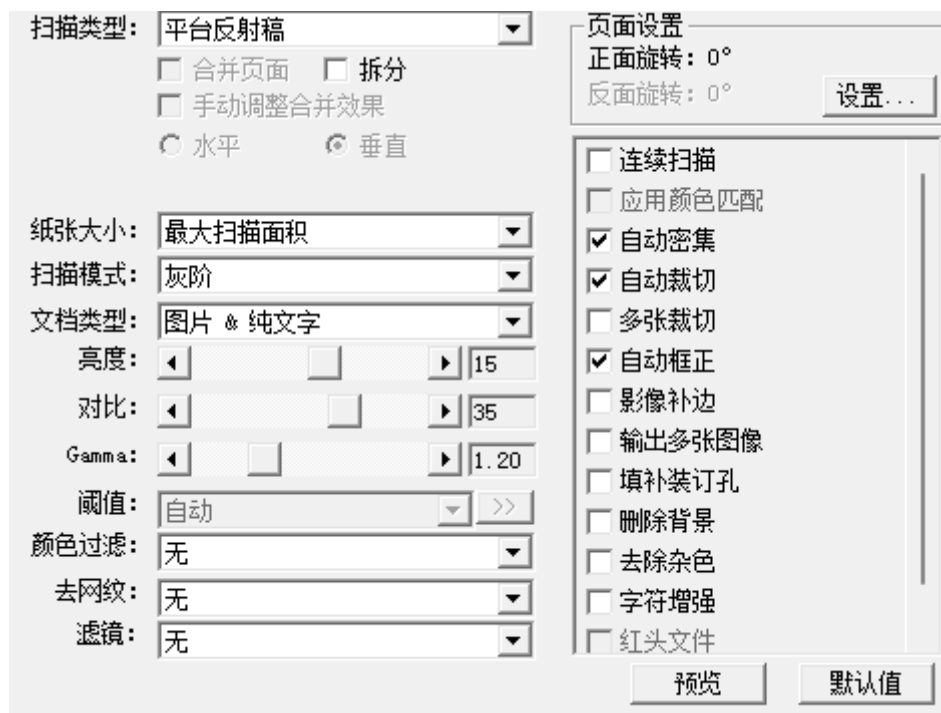 扫描类型: 平台反射稿
合并页面 拆分
手动调整合并效果
水平 垂直
纸张大小: 最大扫描面积
扫描模式: 灰阶
文档类型: 图片 & 纯文字
亮度: 15
对比: 35
Gamma: 1.20
阈值: 自动 >>
颜色过滤: 无
去网纹: 无
滤镜: 无
页面设置
正面旋转: 0°
反面旋转: 0° 设置...
连续扫描
应用颜色匹配
自动密集
自动裁切
多张裁切
自动框正
影像补边
输出多张图像
填补装订孔
删除背景
去除杂色
字符增强
红头文件
预览 默认值